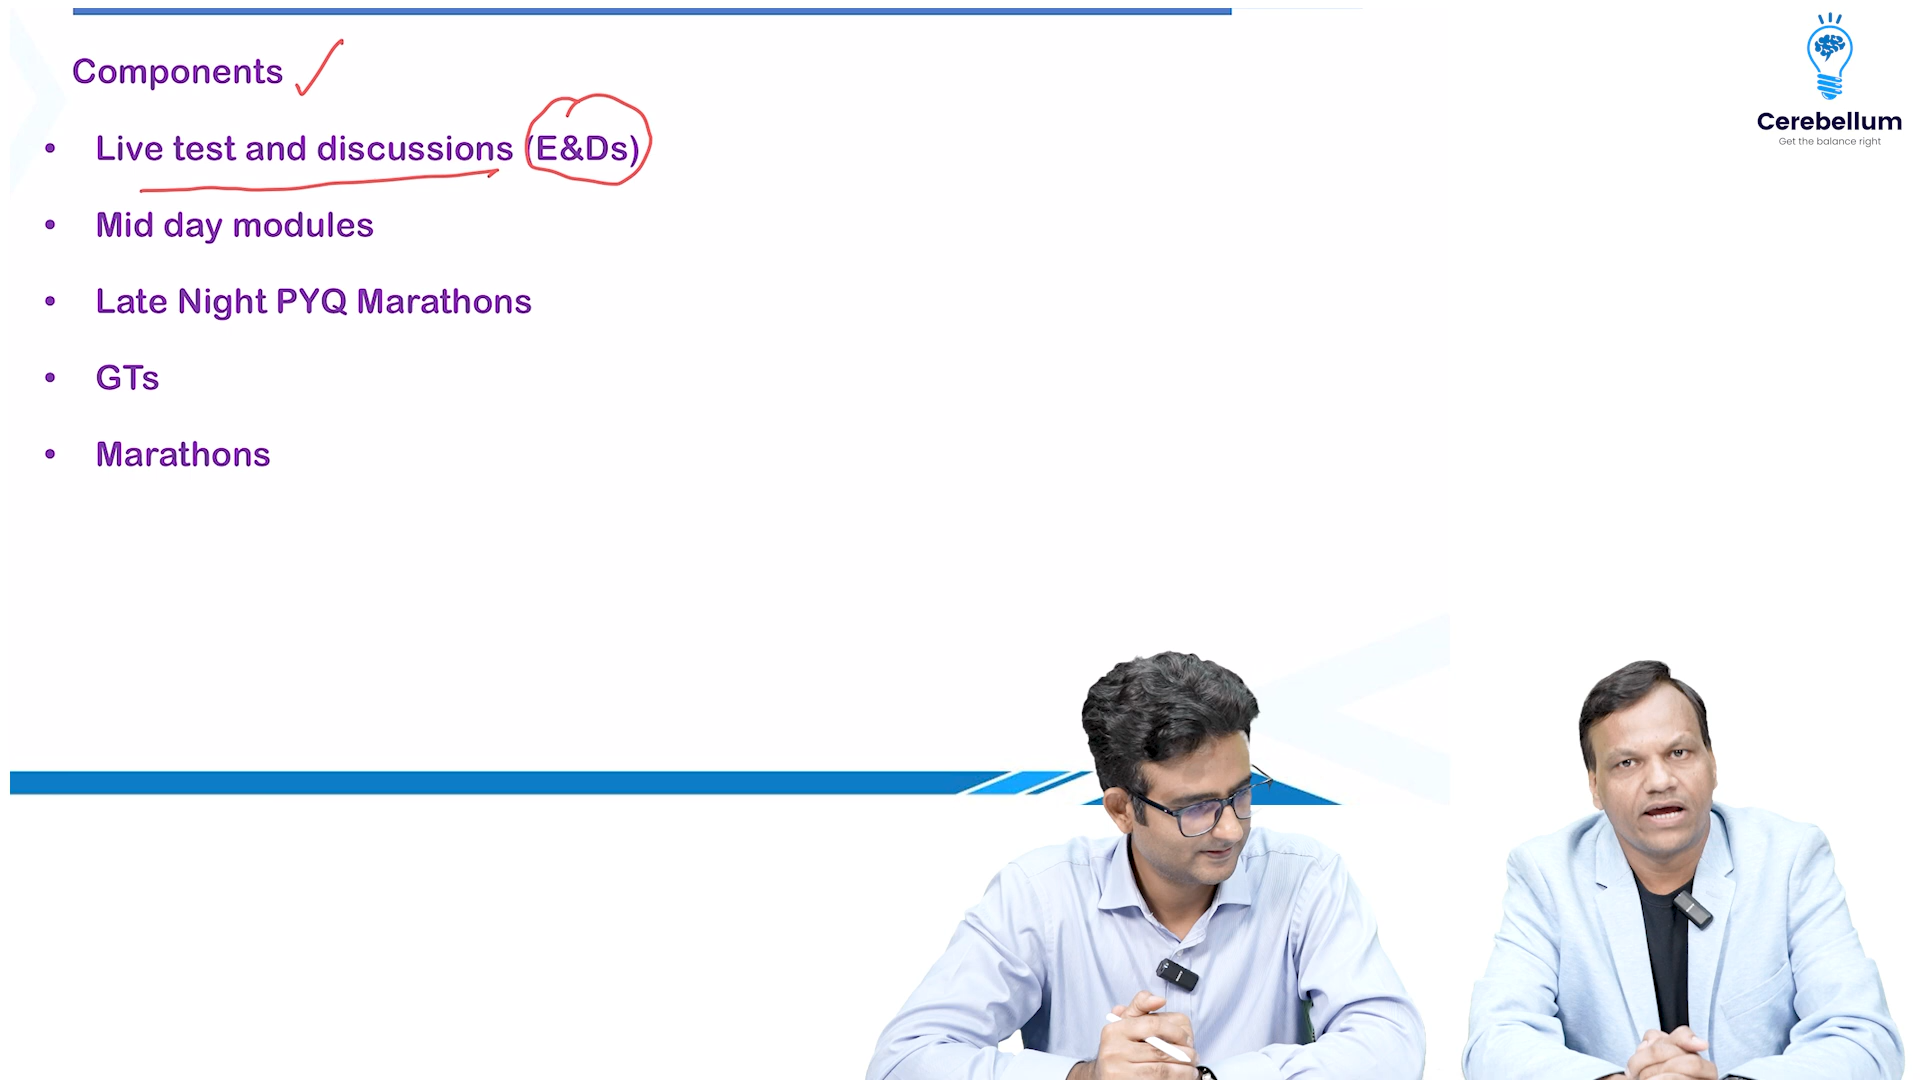 Components
• Live test and discussions (E&Ds)
• Mid day modules
• Late Night PYQ Marathons
• GTs
• Marathons
Cerebellum
Get the balance right